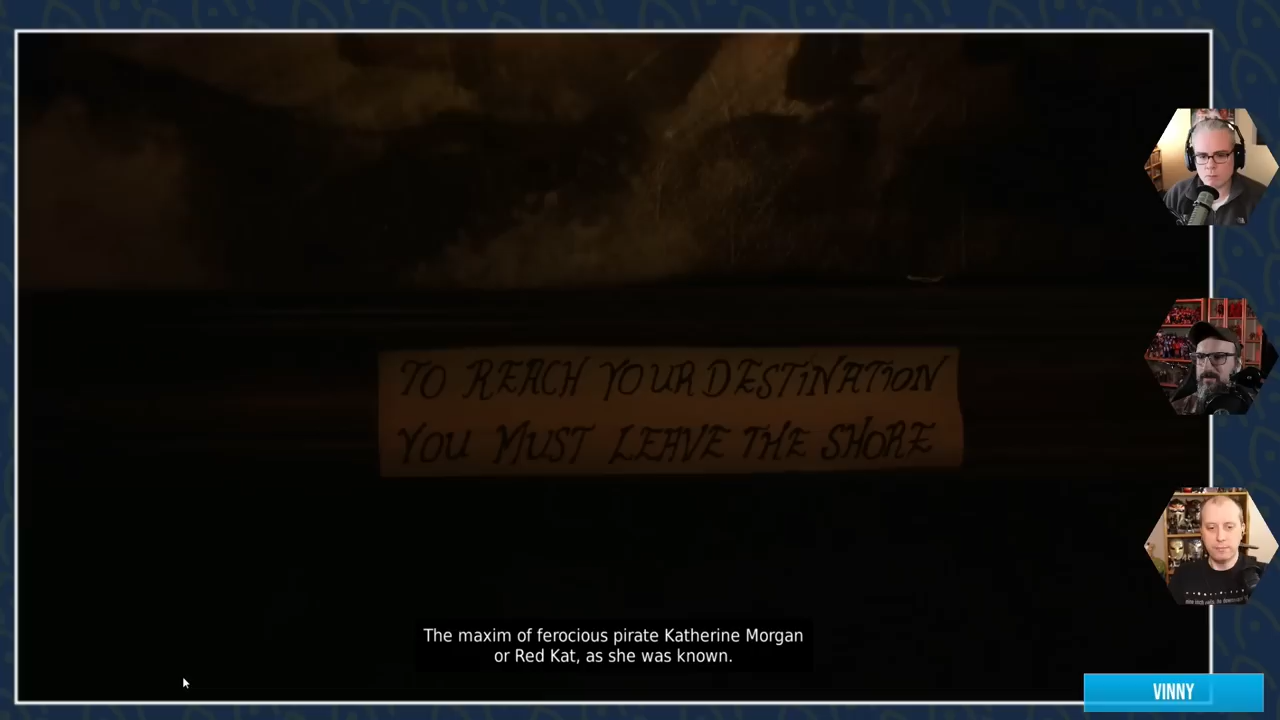 TO REACH YOUR DESTINATION
YOU MUST LEAVE THE SHORE
The maxim of ferocious pirate Katherine Morgan
or Red Kat, as she was known.
VINNY